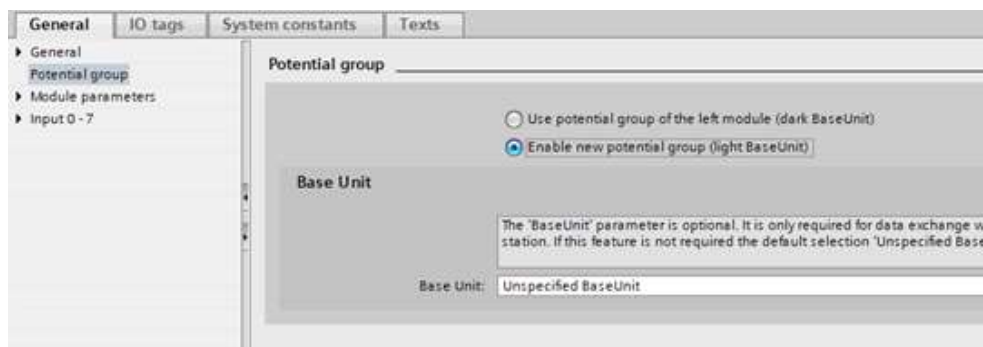 General IO tags System constants Texts
General
Potential group
Module parameters
Input 0 - 7
Potential group
Use potential group of the left module (dark BaseUnit)
Enable new potential group (light BaseUnit)
Base Unit
The 'BaseUnit' parameter is optional. It is only required for data exchange w
station. If this feature is not required the default selection 'Unspecified Base
Base Unit: Unspecified BaseUnit